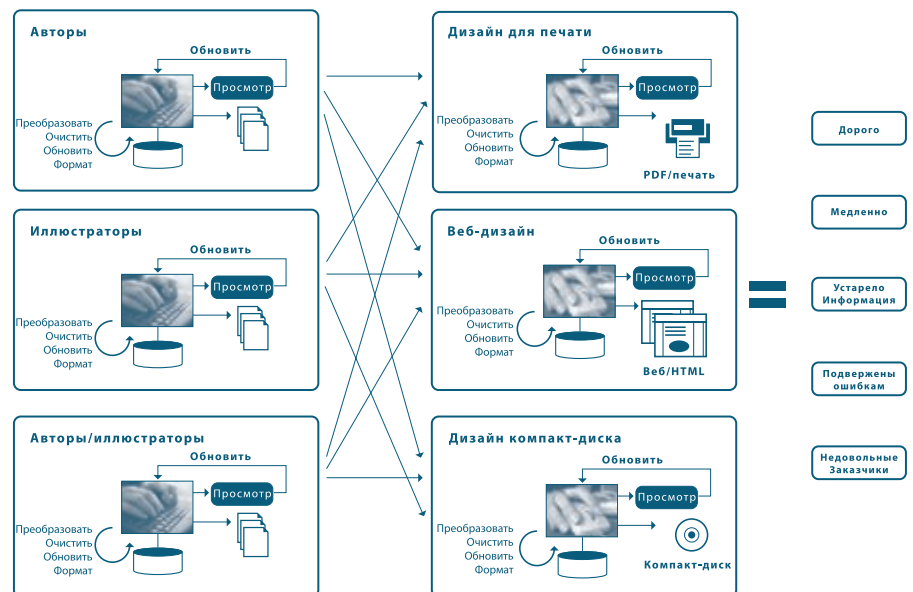 Авторы
Обновить
Просмотр
Преобразовать
Очистить
Обновить
Формат
Дизайн для печати
Обновить
Просмотр
Преобразовать
Очистить
Обновить
Формат
PDF/печать
Иллюстраторы
Обновить
Просмотр
Преобразовать
Очистить
Обновить
Формат
Веб-дизайн
Обновить
Просмотр
Преобразовать
Очистить
Обновить
Формат
Веб/HTML
Авторы/иллюстраторы
Обновить
Просмотр
Преобразовать
Очистить
Обновить
Формат
Дизайн компакт-диска
Обновить
Просмотр
Преобразовать
Очистить
Обновить
Формат
Компакт-диск
Дорого
Медленно
Устарело
Информация
Подвержены
ошибкам
Недовольные
Заказчики